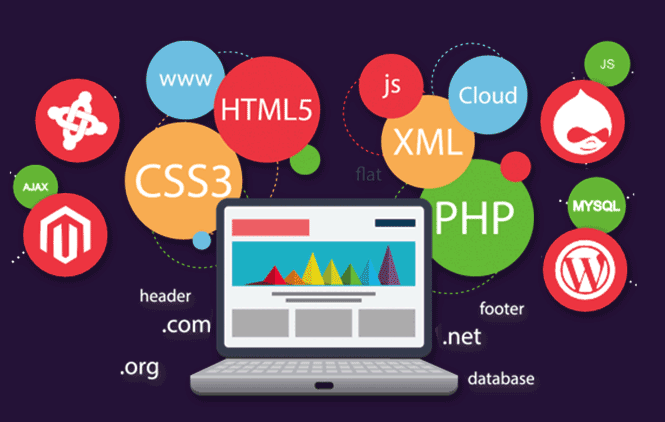 www
HTML5
js
Cloud
JS
XML
CSS3
flat
AJAX
PHP
MYSQL
header
.com
footer
.net
.org
database